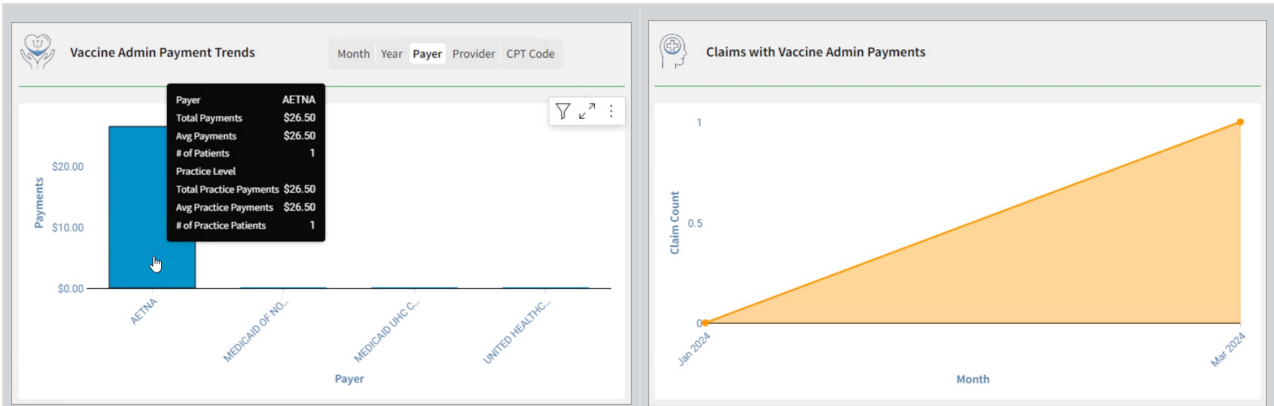 Vaccine Admin Payment Trends
Month Year Payer Provider CPT Code
Payer AETNA
Total Payments $26.50
Avg Payments $26.50
# of Patients 1
Practice Level
Total Practice Payments $26.50
Avg Practice Payments $26.50
# of Practice Patients 1
Payments
$20.00
$10.00
$0.00
AETNA
MEDICAID OF NO...
MEDICAID UHC C...
UNITED HEALTHC...
Payer
Claims with Vaccine Admin Payments
Claim Count
1
0.5
0
Jan 2024
Mar 2024
Month